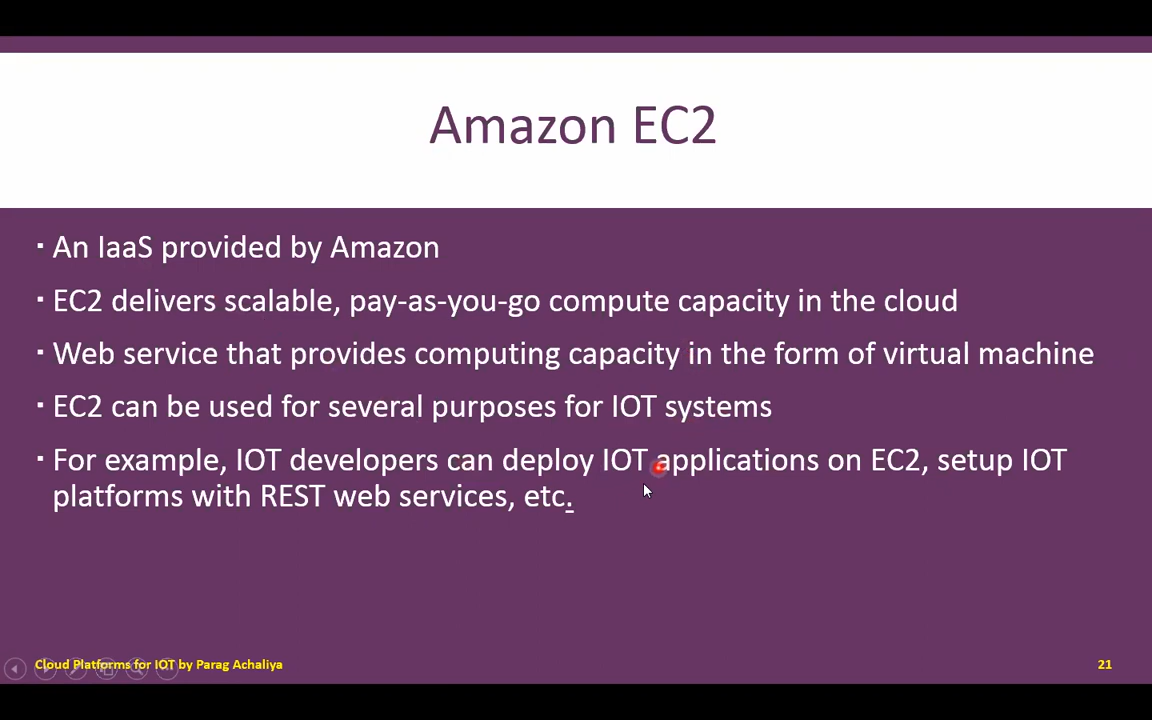 Amazon EC2
▪ An IaaS provided by Amazon
▪ EC2 delivers scalable, pay-as-you-go compute capacity in the cloud
▪ Web service that provides computing capacity in the form of virtual machine
▪ EC2 can be used for several purposes for IOT systems
▪ For example, IOT developers can deploy IOT applications on EC2, setup IOT
platforms with REST web services, etc.
Cloud Platforms for IOT by Parag Achaliya
21